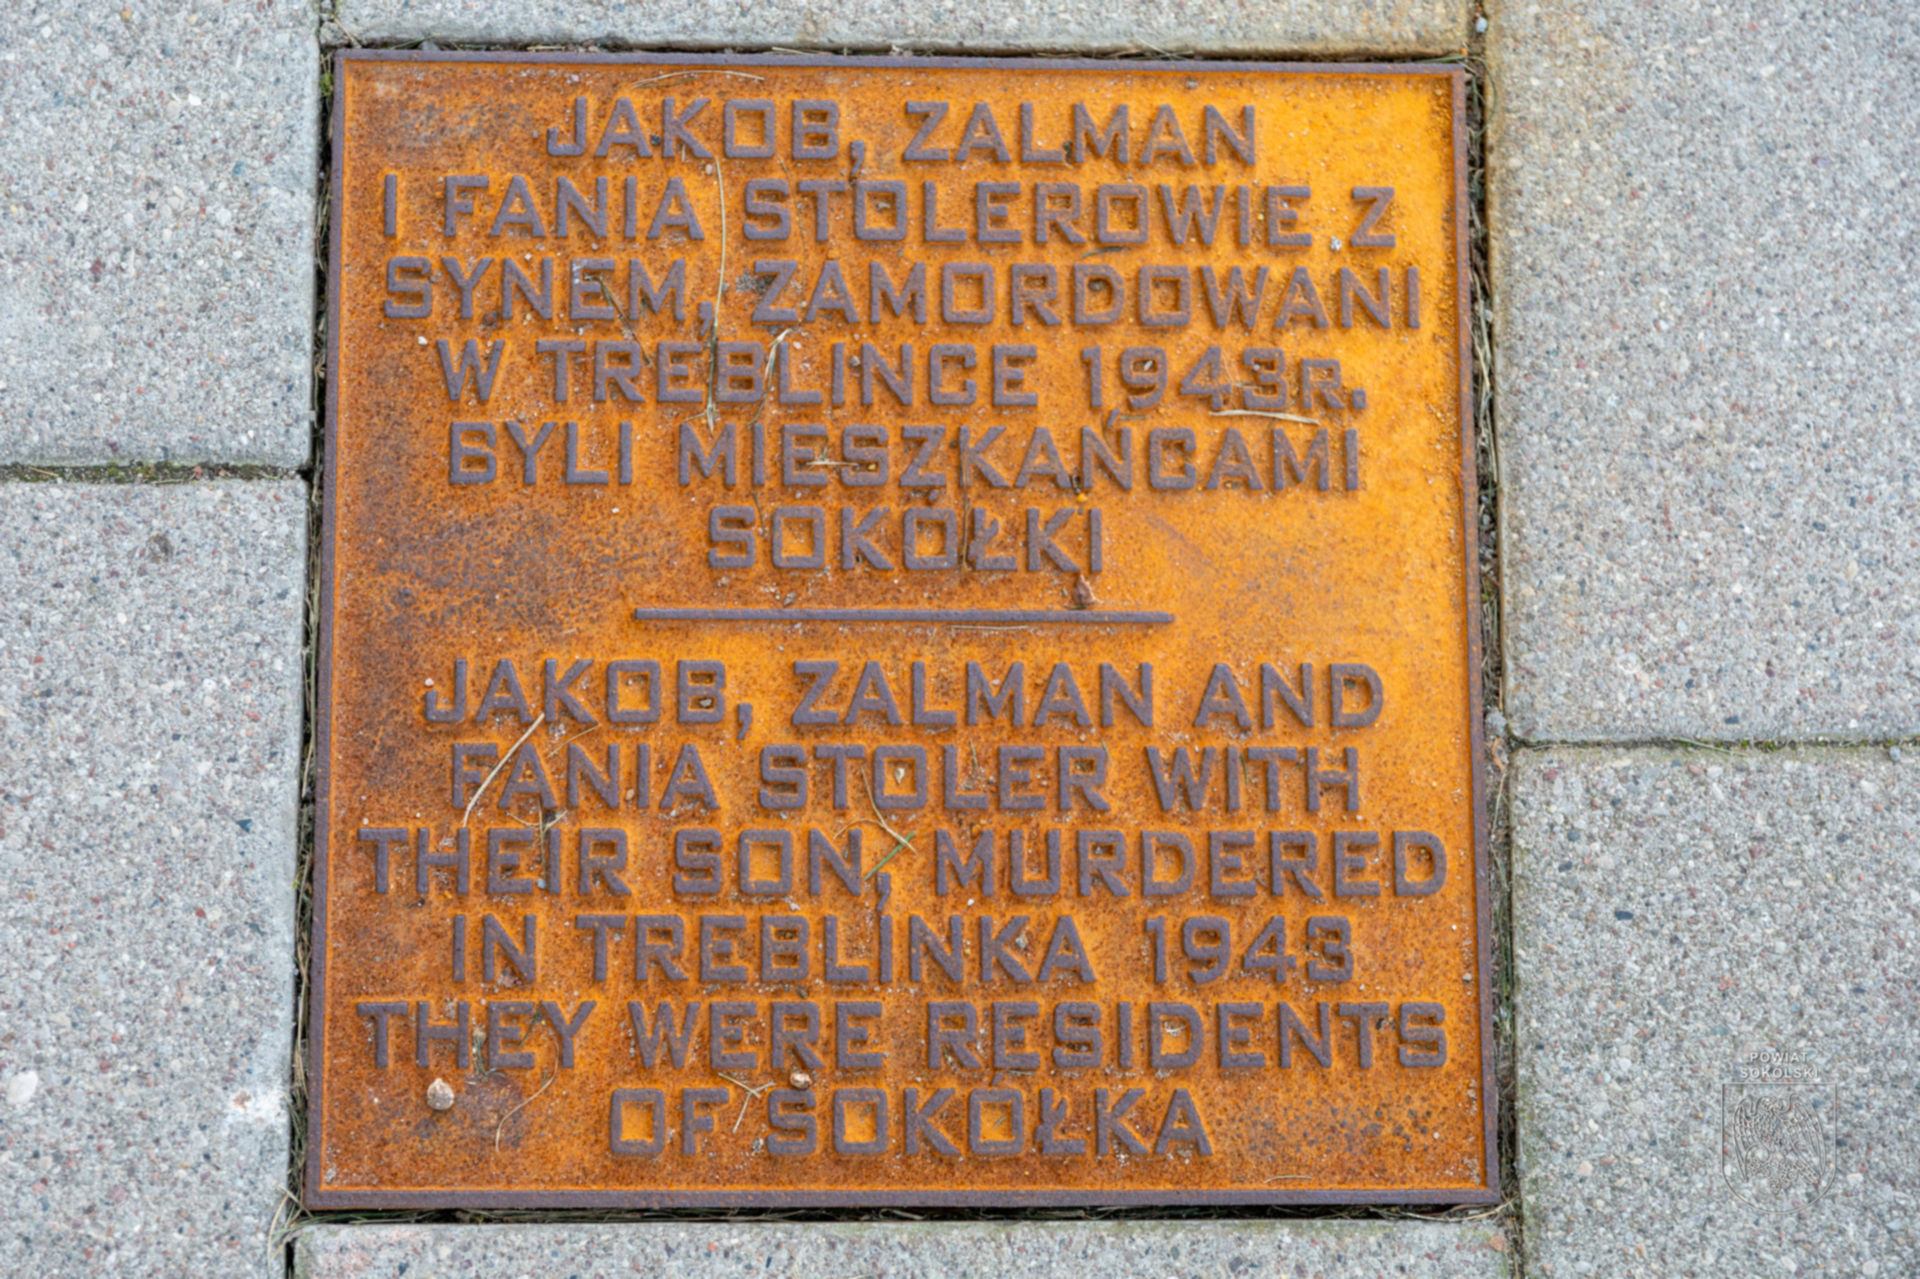 JAKOB, ZALMAN
I FANIA STOLEROWIE Z
SYNEM, ZAMORDOWANI
W TREBLINCE 1943R.
BYLI MIESZKAŃCAMI
SOKÓŁKI
JAKOB, ZALMAN AND
FANIA STOLER WITH
THEIR SON, MURDERED
IN TREBLINKA 1943
THEY WERE RESIDENTS
OF SOKÓŁKA
POWIAT
SOKÓLSKI